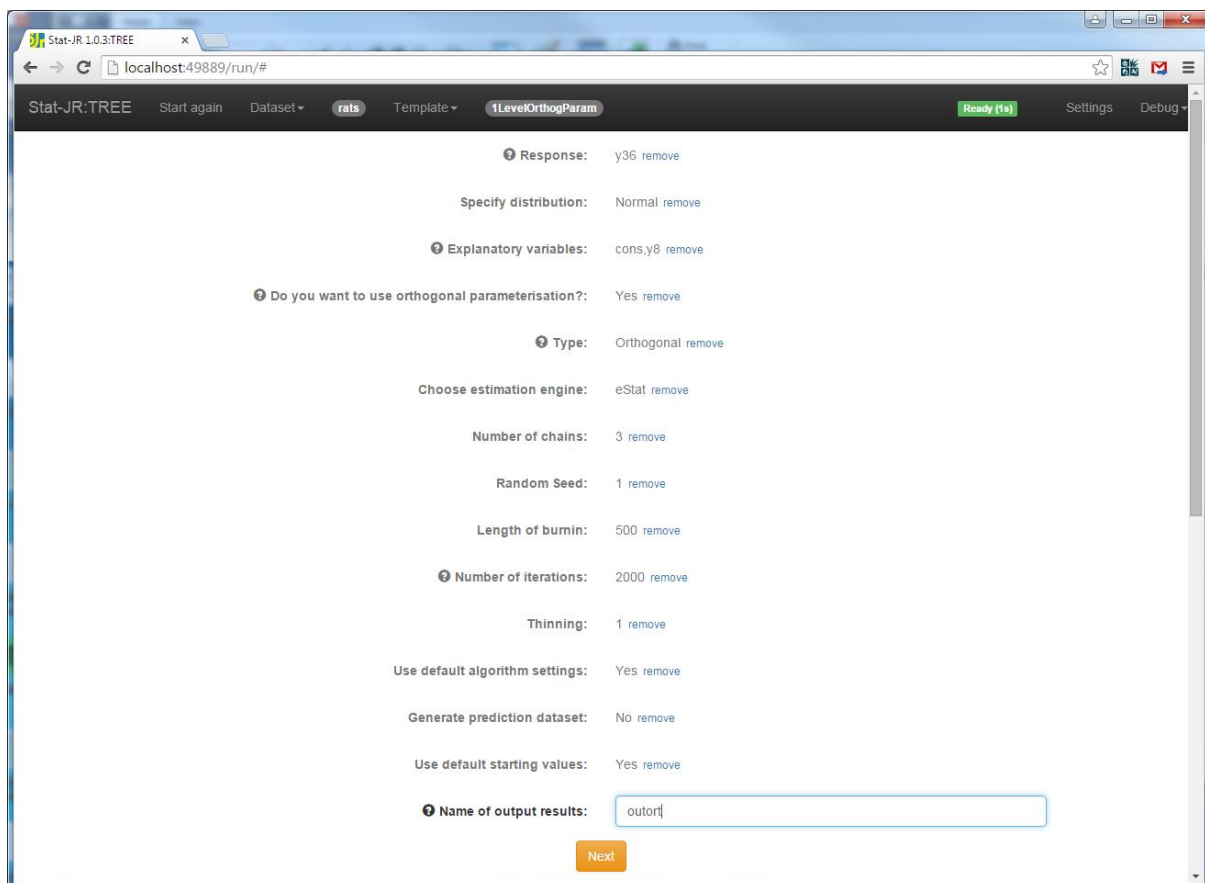 Stat-JR 1.0.3:TREE
localhost:49889/run/#
Stat-JR:TREE Start again Dataset rats Template 1LevelOrthogParam Ready (1s) Settings Debug
Response: y36 remove
Specify distribution: Normal remove
Explanatory variables: cons,y8 remove
Do you want to use orthogonal parameterisation?: Yes remove
Type: Orthogonal remove
Choose estimation engine: eStat remove
Number of chains: 3 remove
Random Seed: 1 remove
Length of burnin: 500 remove
Number of iterations: 2000 remove
Thinning: 1 remove
Use default algorithm settings: Yes remove
Generate prediction dataset: No remove
Use default starting values: Yes remove
Name of output results: outort
Next